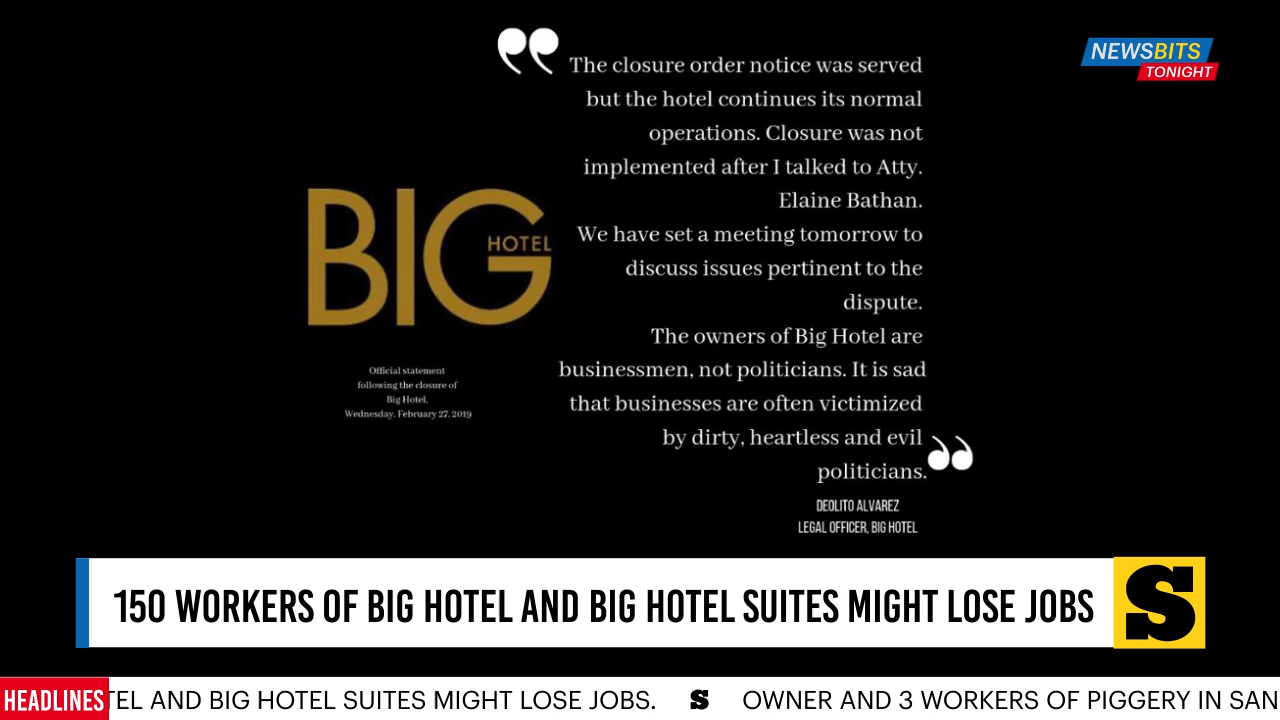 NEWSBITS
TONIGHT
The closure order notice was served
but the hotel continues its normal
operations. Closure was not
implemented after I talked to Atty.
Elaine Bathan.
We have set a meeting tomorrow to
discuss issues pertinent to the
dispute.
The owners of Big Hotel are
businessmen, not politicians. It is sad
that businesses are often victimized
by dirty, heartless and evil
politicians.
DEOLITO ALVAREZ
LEGAL OFFICER, BIG HOTEL
BIG
HOTEL
Official statement
following the closure of
Big Hotel,
Wednesday, February 27, 2019
150 WORKERS OF BIG HOTEL AND BIG HOTEL SUITES MIGHT LOSE JOBS
S
HEADLINES
TEL AND BIG HOTEL SUITES MIGHT LOSE JOBS. S OWNER AND 3 WORKERS OF PIGGERY IN SAN